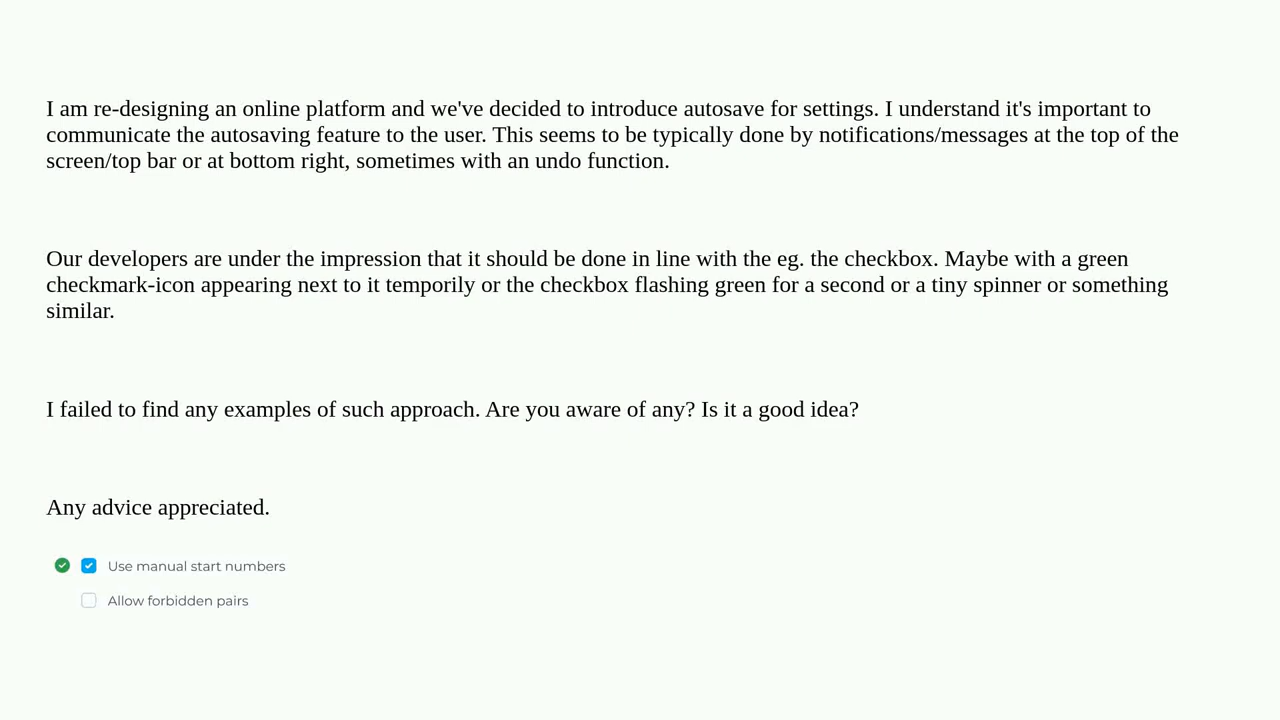 I am re-designing an online platform and we've decided to introduce autosave for settings. I understand it's important to
communicate the autosaving feature to the user. This seems to be typically done by notifications/messages at the top of the
screen/top bar or at bottom right, sometimes with an undo function.
Our developers are under the impression that it should be done in line with the eg. the checkbox. Maybe with a green
checkmark-icon appearing next to it temporily or the checkbox flashing green for a second or a tiny spinner or something
similar.
I failed to find any examples of such approach. Are you aware of any? Is it a good idea?
Any advice appreciated.
Use manual start numbers
Allow forbidden pairs